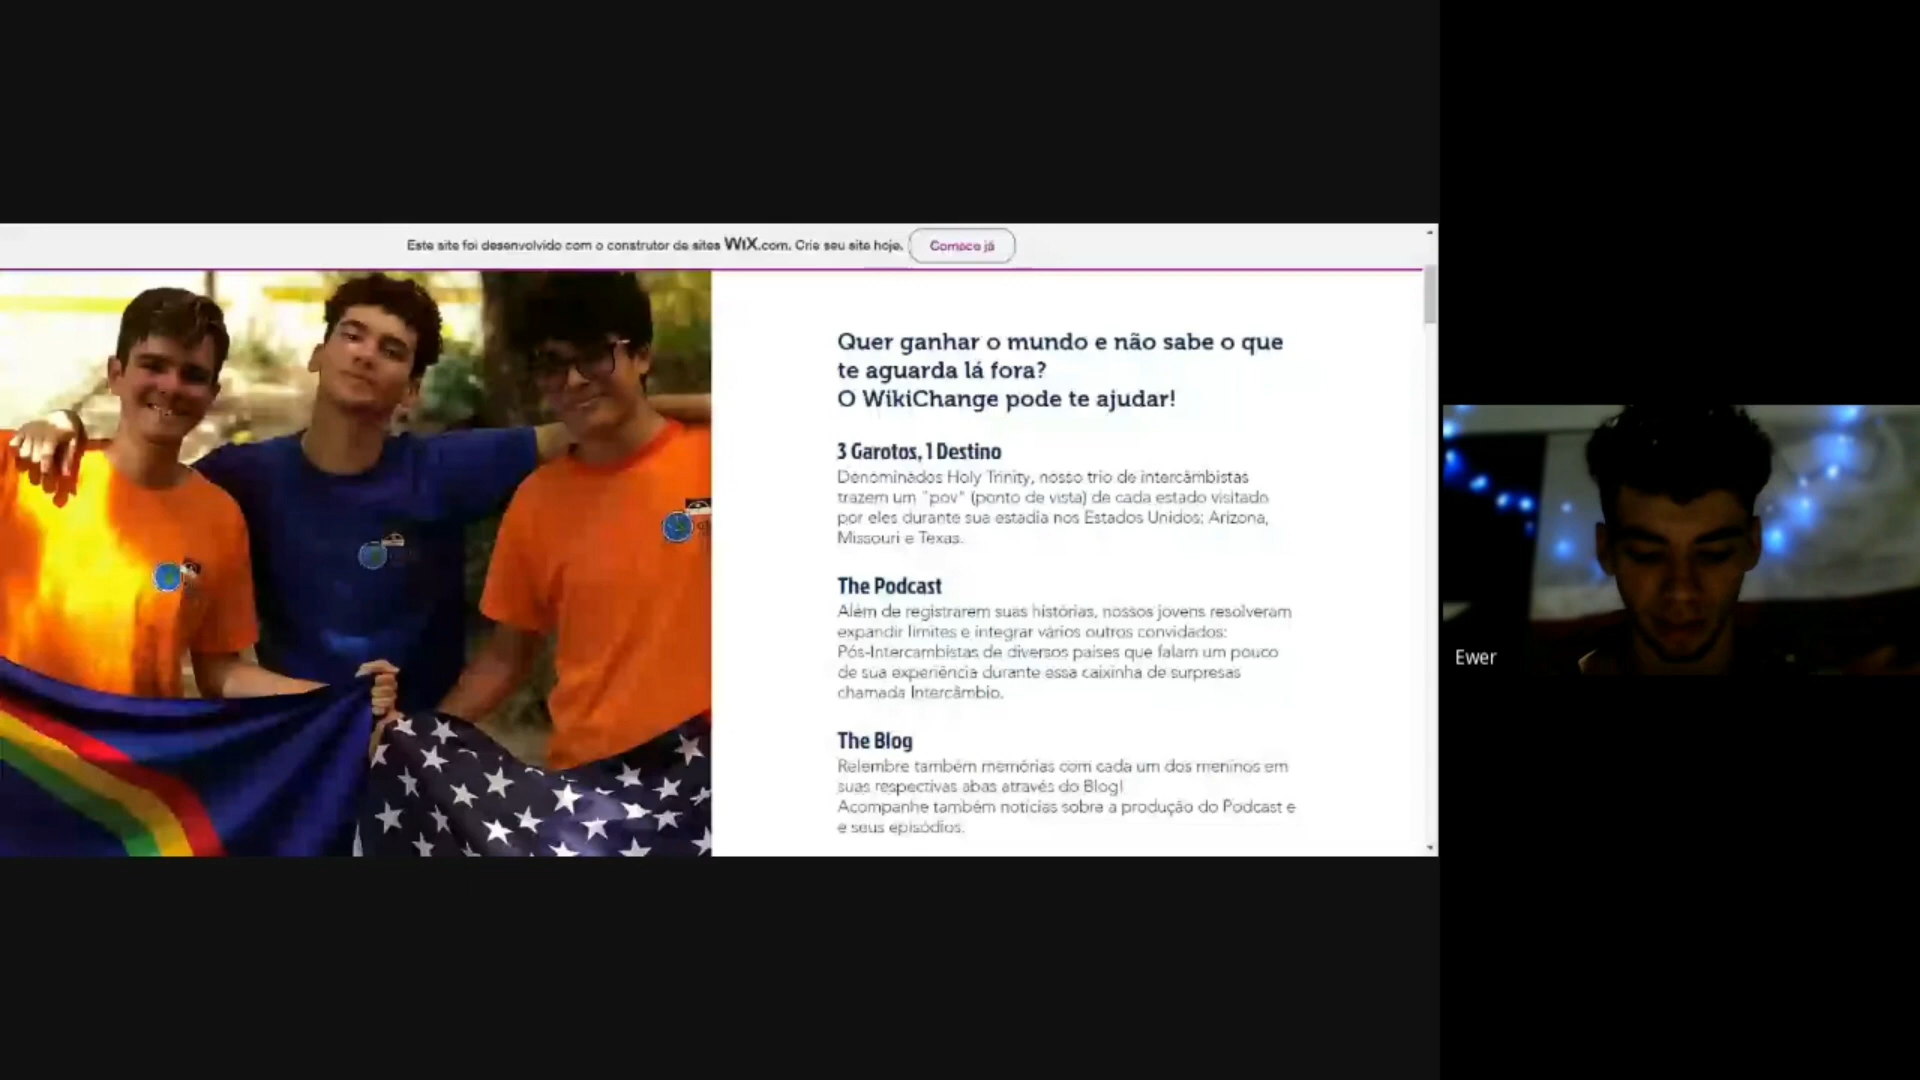 Este site foi desenvolvido com o construtor de sites WiX.com. Crie seu site hoje. Comece já
Quer ganhar o mundo e não sabe o que
te aguarda lá fora?
O WikiChange pode te ajudar!
3 Garotos, 1 Destino
Denominados Holy Trinity, nosso trio de intercâmbistas
trazem um "pov" (ponto de vista) de cada estado visitado
por eles durante sua estadia nos Estados Unidos: Arizona,
Missouri e Texas.
The Podcast
Além de registrarem suas histórias, nossos jovens resolveram
expandir limites e integrar vários outros convidados:
Pós-Intercambistas de diversos países que falam um pouco
de sua experiência durante essa caixinha de surpresas
chamada Intercâmbio.
The Blog
Relembre também memórias com cada um dos meninos em
suas respectivas abas através do Blog!
Acompanhe também notícias sobre a produção do Podcast e
e seus episódios.
Ewer